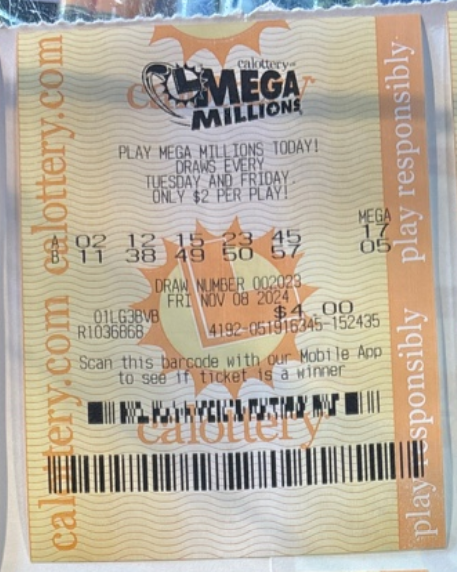 calottery
MEGA
MILLIONS
PLAY MEGA MILLIONS TODAY!
DRAWS EVERY
TUESDAY AND FRIDAY.
ONLY $2 PER PLAY!
MEGA
A 02 12 15 23 45 17
B 11 38 49 50 57 05
DRAW NUMBER 002023
FRI NOV 08 2024
$4.00
01LG3BVB
R1036868 4192-051916345-152435
Scan this barcode with our Mobile App
to see if ticket is a winner
calottery
calottery.com calottery.com
play responsibly play responsibly